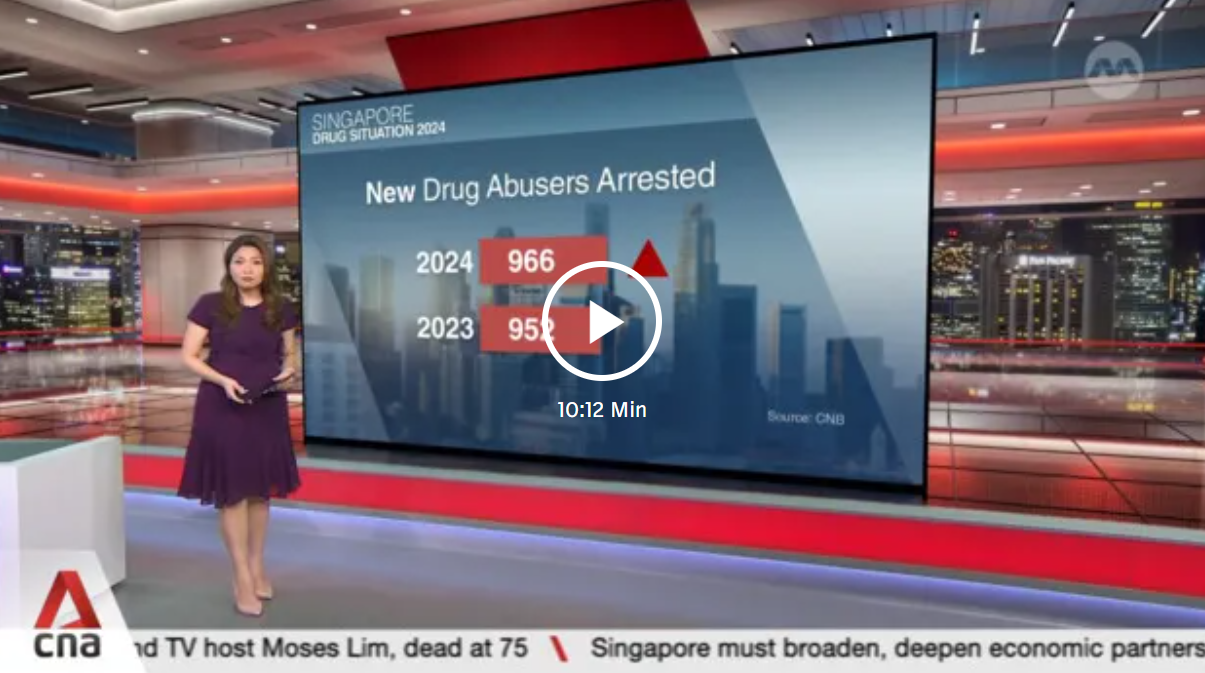 SINGAPORE
DRUG SITUATION 2024
New Drug Abusers Arrested
2024 966
2023 952
10:12 Min
Source: CNB
cna
nd TV host Moses Lim, dead at 75 \ Singapore must broaden, deepen economic partners